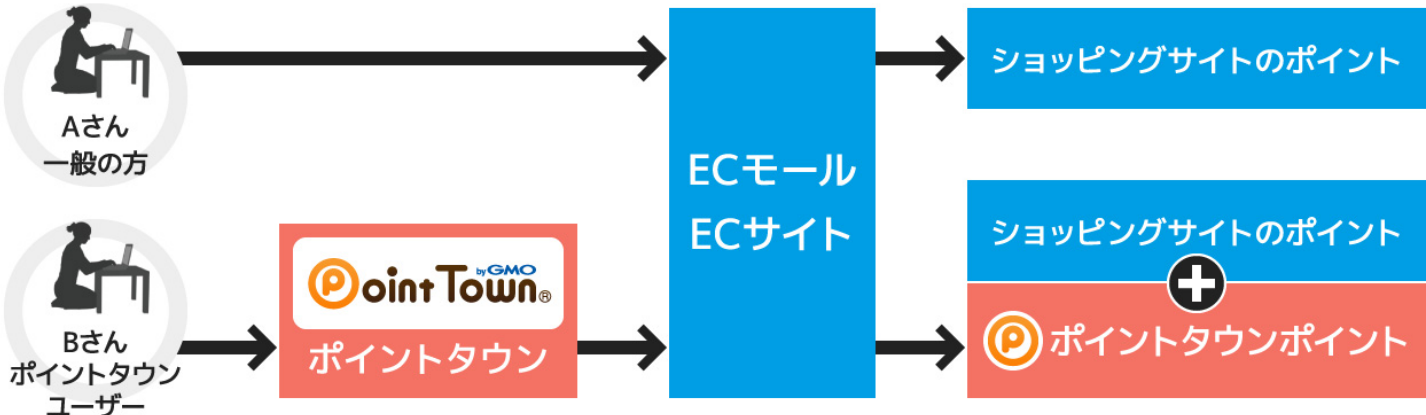 Aさん
一般の方
ECモール
ECサイト
ショッピングサイトのポイント
Bさん
ポイントタウン
ユーザー
by GMO
Point Town®
ポイントタウン
ショッピングサイトのポイント
+
P ポイントタウンポイント